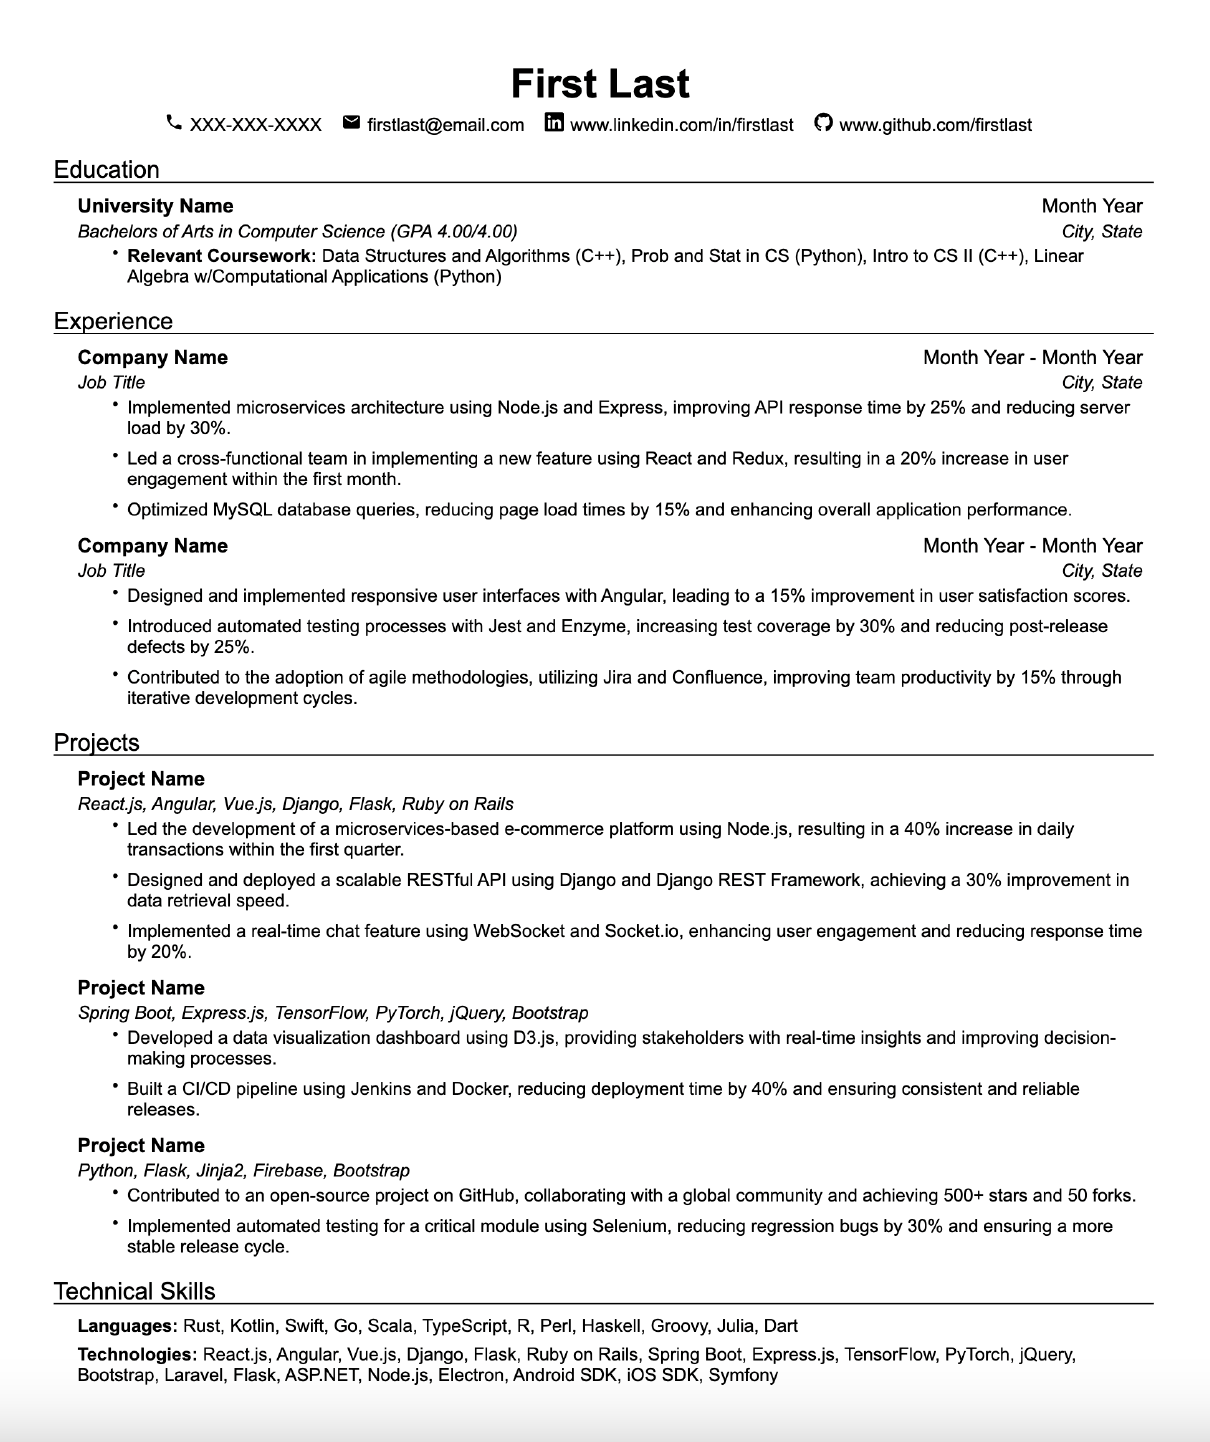 First Last
XXX-XXX-XXXX firstlast@email.com www.linkedin.com/in/firstlast www.github.com/firstlast
Education
University Name Month Year
Bachelors of Arts in Computer Science (GPA 4.00/4.00) City, State
• Relevant Coursework: Data Structures and Algorithms (C++), Prob and Stat in CS (Python), Intro to CS II (C++), Linear
Algebra w/Computational Applications (Python)
Experience
Company Name Month Year - Month Year
Job Title City, State
• Implemented microservices architecture using Node.js and Express, improving API response time by 25% and reducing server
load by 30%.
• Led a cross-functional team in implementing a new feature using React and Redux, resulting in a 20% increase in user
engagement within the first month.
• Optimized MySQL database queries, reducing page load times by 15% and enhancing overall application performance.
Company Name Month Year - Month Year
Job Title City, State
• Designed and implemented responsive user interfaces with Angular, leading to a 15% improvement in user satisfaction scores.
• Introduced automated testing processes with Jest and Enzyme, increasing test coverage by 30% and reducing post-release
defects by 25%.
• Contributed to the adoption of agile methodologies, utilizing Jira and Confluence, improving team productivity by 15% through
iterative development cycles.
Projects
Project Name
React.js, Angular, Vue.js, Django, Flask, Ruby on Rails
• Led the development of a microservices-based e-commerce platform using Node.js, resulting in a 40% increase in daily
transactions within the first quarter.
• Designed and deployed a scalable RESTful API using Django and Django REST Framework, achieving a 30% improvement in
data retrieval speed.
• Implemented a real-time chat feature using WebSocket and Socket.io, enhancing user engagement and reducing response time
by 20%.
Project Name
Spring Boot, Express.js, TensorFlow, PyTorch, jQuery, Bootstrap
• Developed a data visualization dashboard using D3.js, providing stakeholders with real-time insights and improving decision-
making processes.
• Built a CI/CD pipeline using Jenkins and Docker, reducing deployment time by 40% and ensuring consistent and reliable
releases.
Project Name
Python, Flask, Jinja2, Firebase, Bootstrap
• Contributed to an open-source project on GitHub, collaborating with a global community and achieving 500+ stars and 50 forks.
• Implemented automated testing for a critical module using Selenium, reducing regression bugs by 30% and ensuring a more
stable release cycle.
Technical Skills
Languages: Rust, Kotlin, Swift, Go, Scala, TypeScript, R, Perl, Haskell, Groovy, Julia, Dart
Technologies: React.js, Angular, Vue.js, Django, Flask, Ruby on Rails, Spring Boot, Express.js, TensorFlow, PyTorch, jQuery,
Bootstrap, Laravel, Flask, ASP.NET, Node.js, Electron, Android SDK, iOS SDK, Symfony